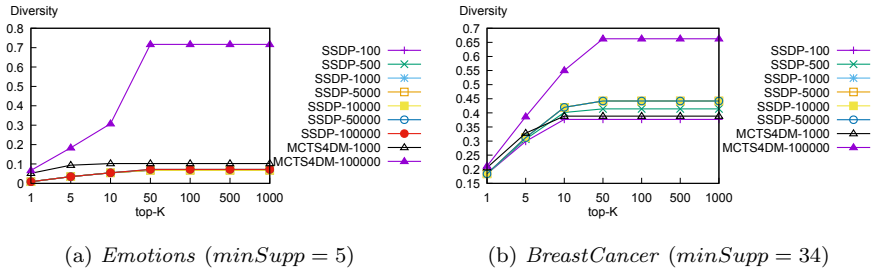 Diversity
0.8
0.7
0.6
0.5
0.4
0.3
0.2
0.1
0
1 5 10 50 100 500 1000
top-K
SSDP-100
SSDP-500
SSDP-1000
SSDP-5000
SSDP-10000
SSDP-50000
SSDP-100000
MCTS4DM-1000
MCTS4DM-100000
(a) Emotions (minSupp = 5)
Diversity
0.7
0.65
0.6
0.55
0.5
0.45
0.4
0.35
0.3
0.25
0.2
0.15
1 5 10 50 100 500 1000
top-K
SSDP-100
SSDP-500
SSDP-1000
SSDP-5000
SSDP-10000
SSDP-50000
MCTS4DM-1000
MCTS4DM-100000
(b) BreastCancer (minSupp = 34)